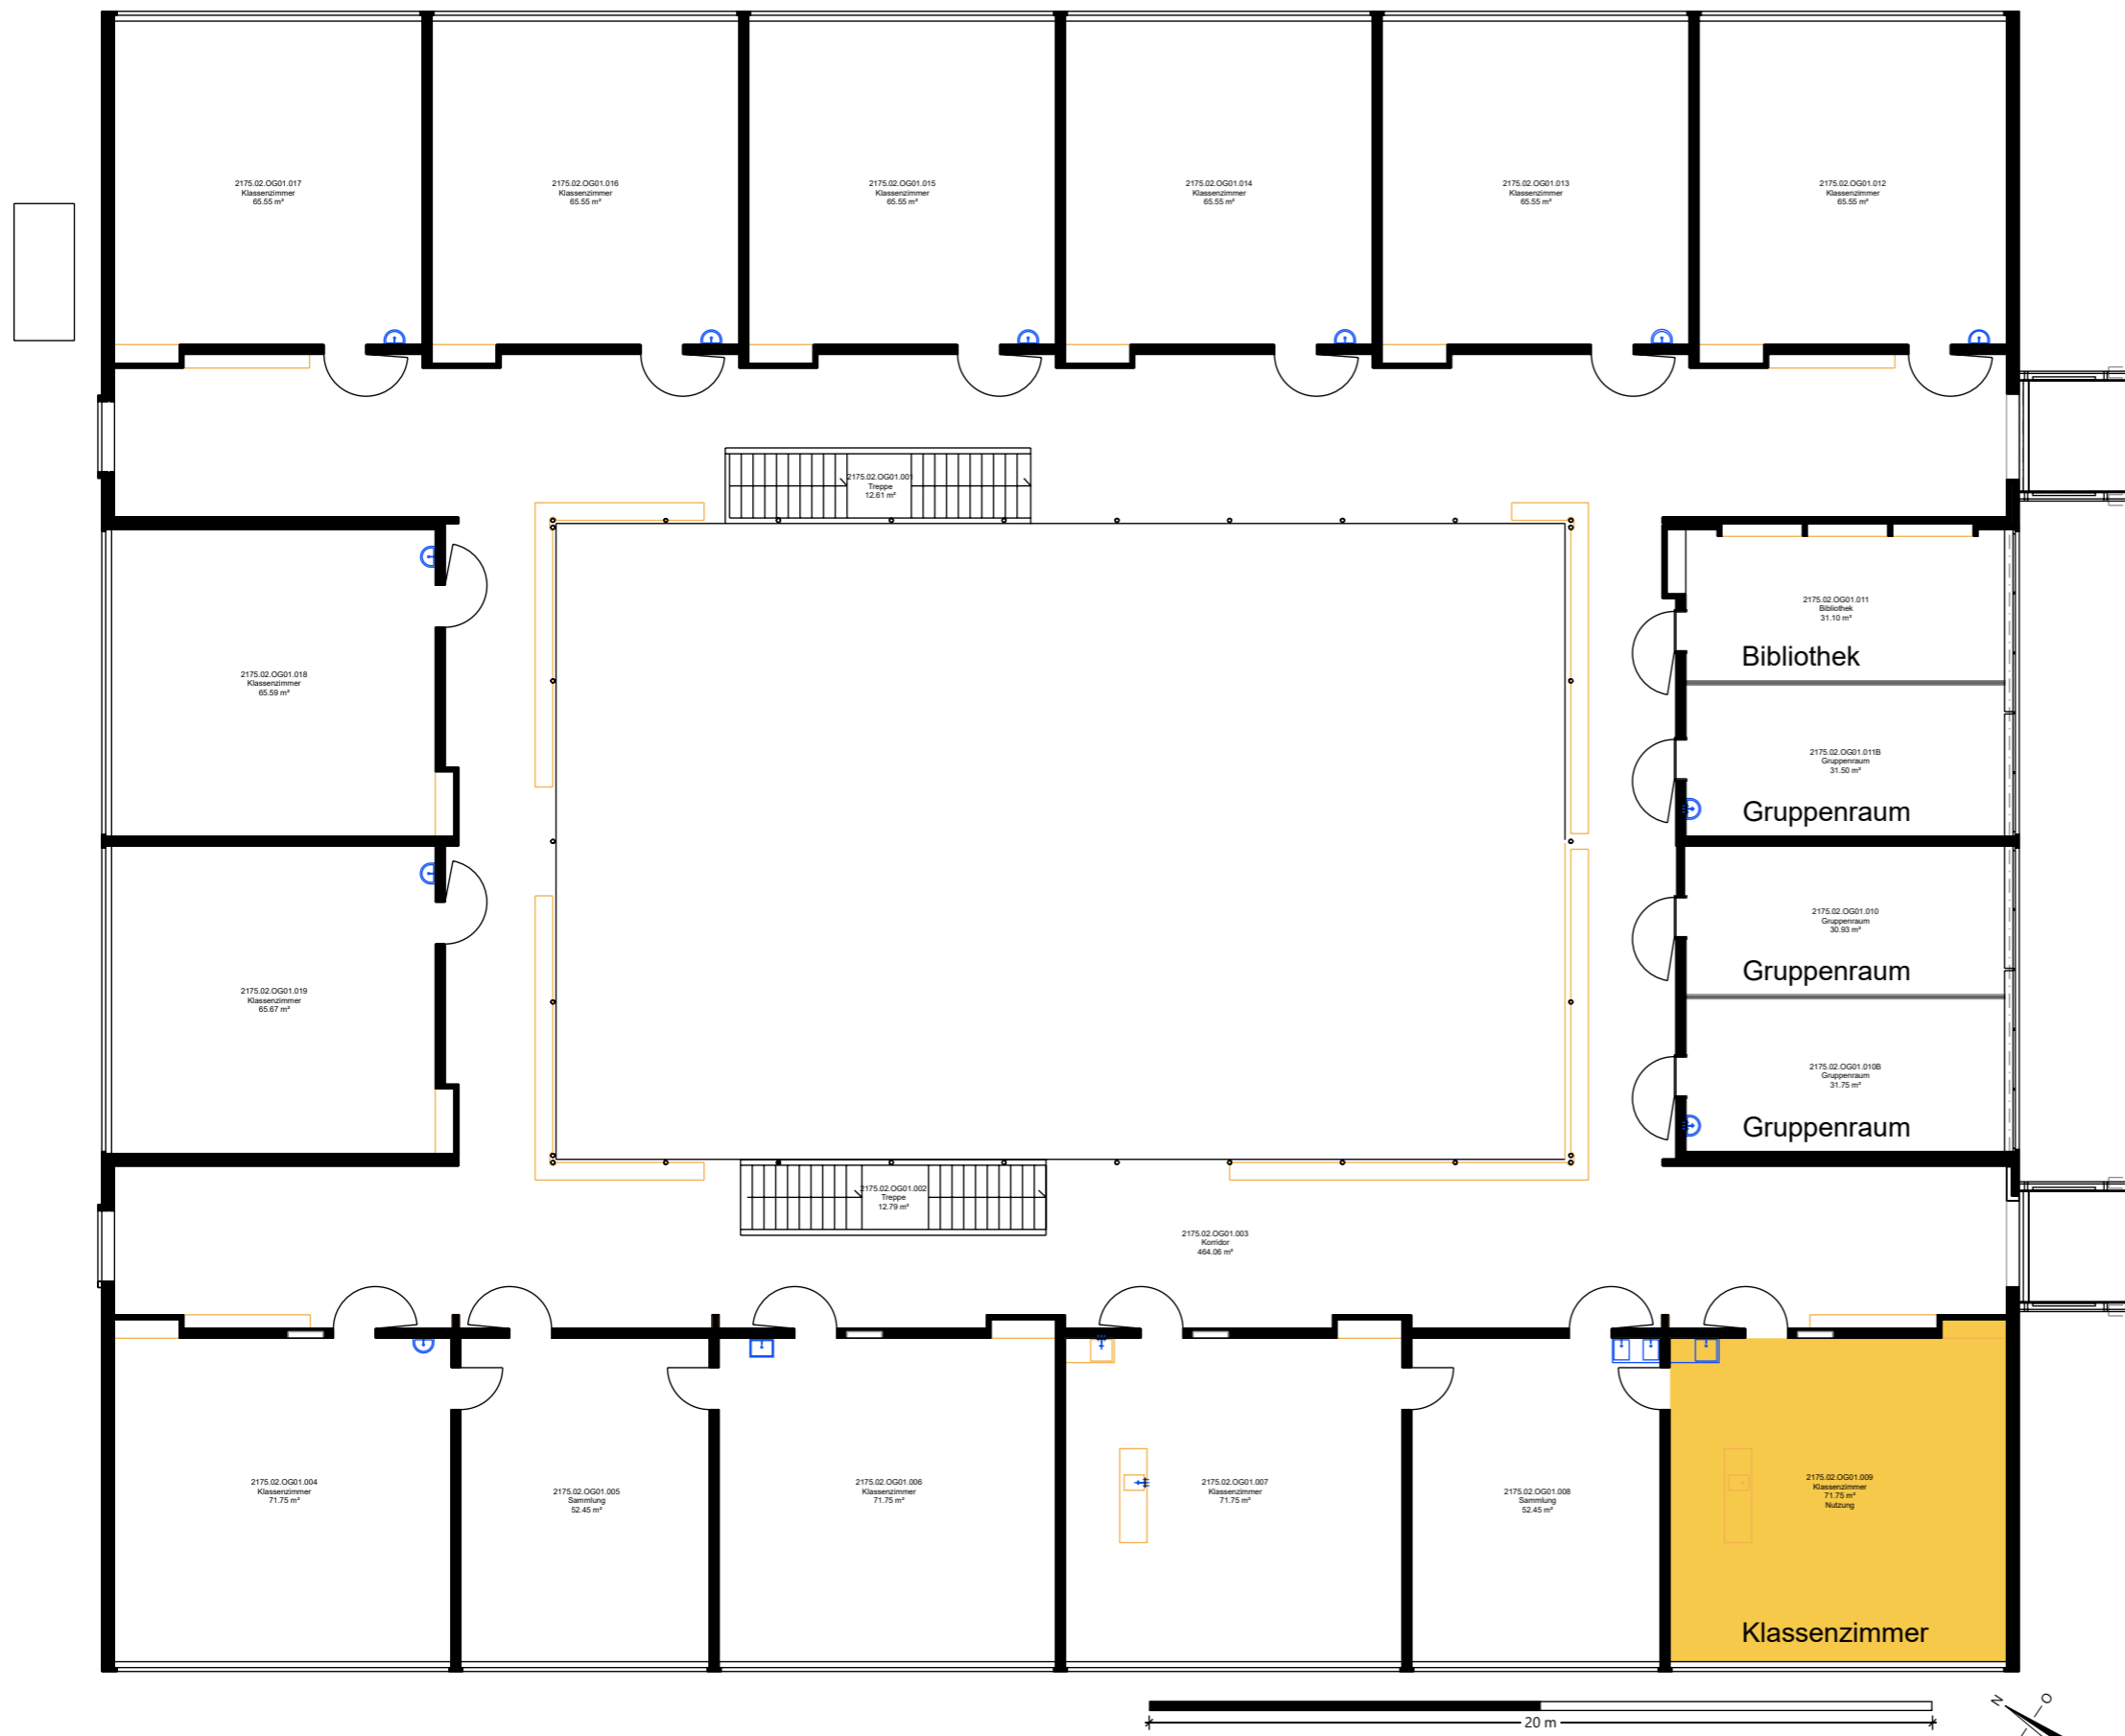 2175.02.OG01.017
Klassenzimmer
65.55 m²
2175.02.OG01.016
Klassenzimmer
65.55 m²
2175.02.OG01.015
Klassenzimmer
65.55 m²
2175.02.OG01.014
Klassenzimmer
65.55 m²
2175.02.OG01.013
Klassenzimmer
65.55 m²
2175.02.OG01.012
Klassenzimmer
65.55 m²
2175.02.OG01.001
Treppe
12.61 m²
2175.02.OG01.011
Bibliothek
31.10 m²
Bibliothek
2175.02.OG01.018
Klassenzimmer
65.59 m²
2175.02.OG01.011B
Gruppenraum
31.50 m²
Gruppenraum
2175.02.OG01.010
Gruppenraum
30.93 m²
Gruppenraum
2175.02.OG01.019
Klassenzimmer
65.67 m²
2175.02.OG01.010B
Gruppenraum
31.75 m²
Gruppenraum
2175.02.OG01.002
Treppe
12.79 m²
2175.02.OG01.003
Korridor
464.06 m²
2175.02.OG01.004
Klassenzimmer
71.75 m²
2175.02.OG01.005
Sammlung
52.45 m²
2175.02.OG01.006
Klassenzimmer
71.75 m²
2175.02.OG01.007
Klassenzimmer
71.75 m²
2175.02.OG01.008
Sammlung
52.45 m²
2175.02.OG01.009
Klassenzimmer
71.75 m²
Nutzung
Klassenzimmer
20 m
N
O